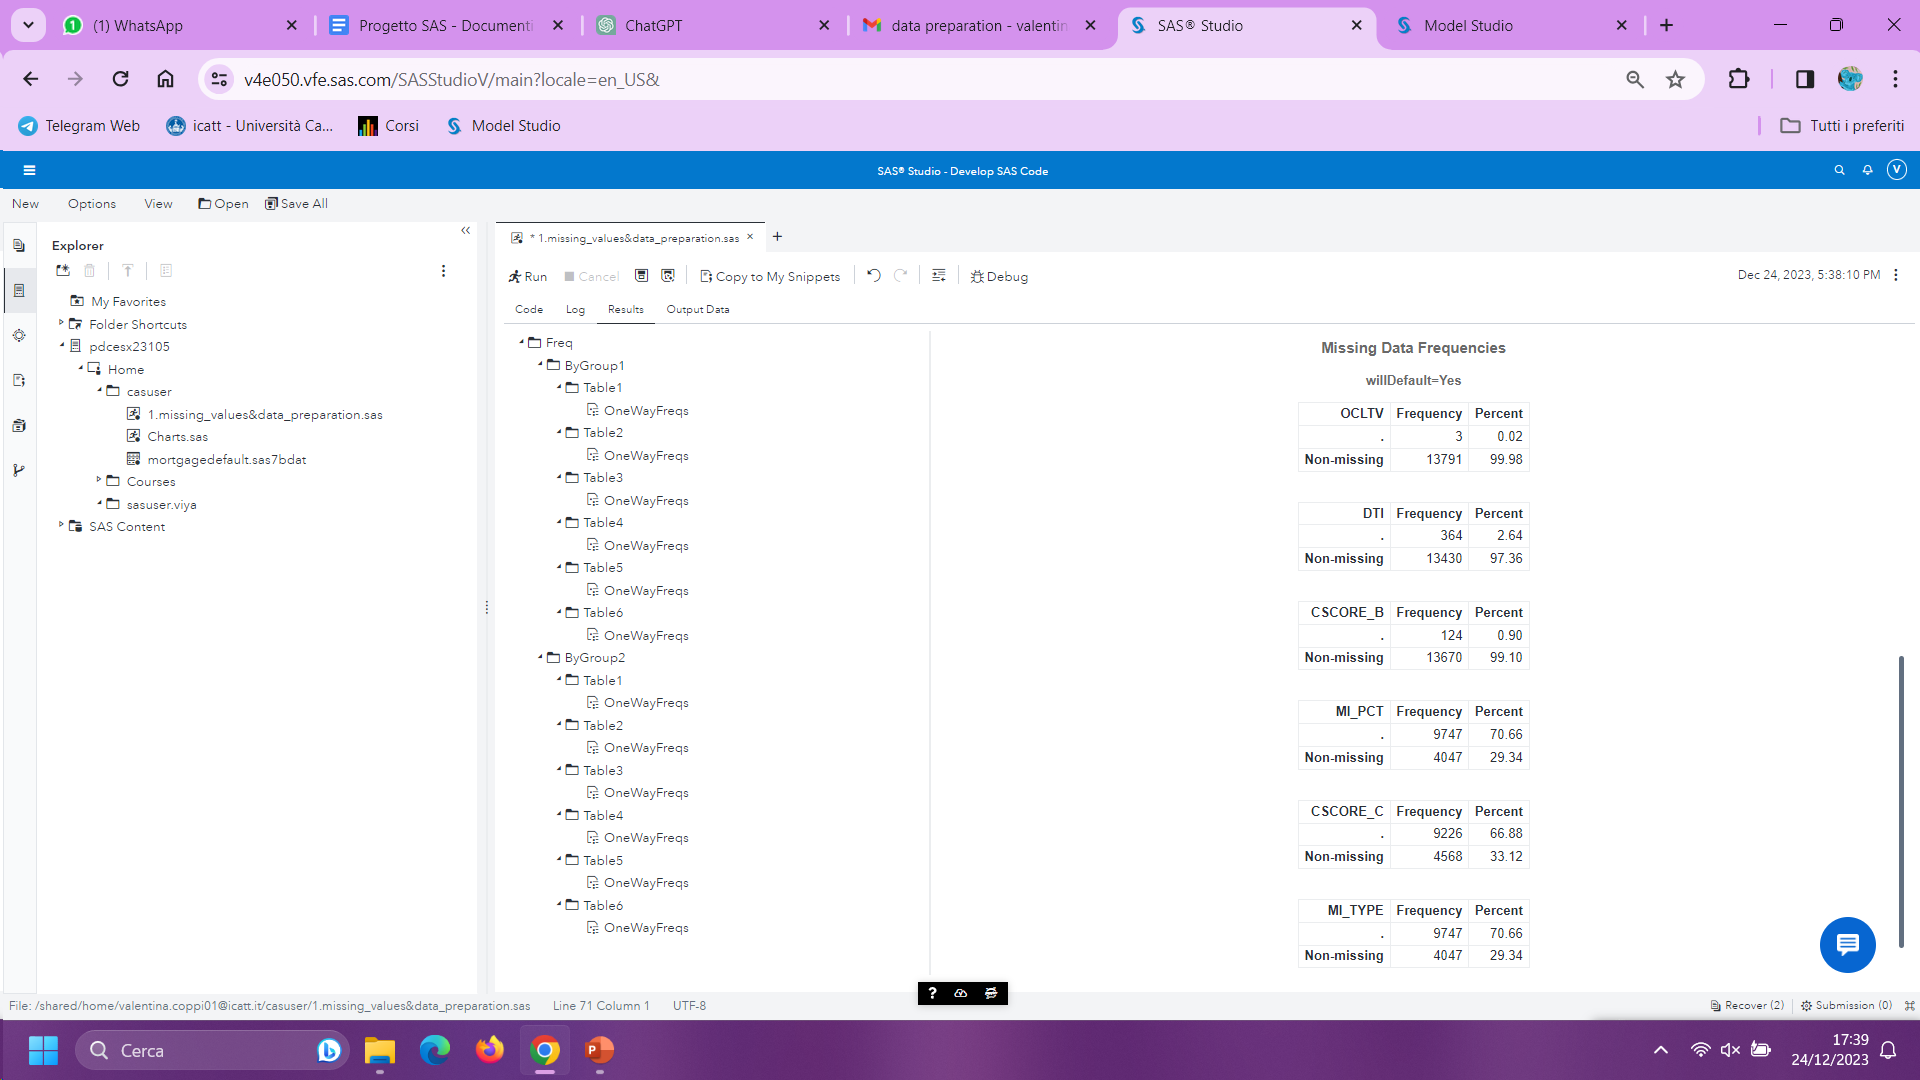 (1) WhatsApp
Progetto SAS - Documenti
ChatGPT
data preparation - valentin
SAS® Studio
Model Studio
v4e050.vfe.sas.com/SASStudioV/main?locale=en_US&
Telegram Web
icatt - Università Ca...
Corsi
Model Studio
Tutti i preferiti
SAS® Studio - Develop SAS Code
V
New Options View Open Save All
Explorer
My Favorites
Folder Shortcuts
pdcesx23105
Home
casuser
1.missing_values&data_preparation.sas
Charts.sas
mortgagedefault.sas7bdat
Courses
sasuser.viya
SAS Content
* 1.missing_values&data_preparation.sas
Run Cancel Copy to My Snippets Debug
Dec 24, 2023, 5:38:10 PM
Code Log Results Output Data
Freq
ByGroup1
Table1
OneWayFreqs
Table2
OneWayFreqs
Table3
OneWayFreqs
Table4
OneWayFreqs
Table5
OneWayFreqs
Table6
OneWayFreqs
ByGroup2
Table1
OneWayFreqs
Table2
OneWayFreqs
Table3
OneWayFreqs
Table4
OneWayFreqs
Table5
OneWayFreqs
Table6
OneWayFreqs
Missing Data Frequencies
willDefault=Yes
OCLTV Frequency Percent
. 3 0.02
Non-missing 13791 99.98
DTI Frequency Percent
. 364 2.64
Non-missing 13430 97.36
CSCORE_B Frequency Percent
. 124 0.90
Non-missing 13670 99.10
MI_PCT Frequency Percent
. 9747 70.66
Non-missing 4047 29.34
CSCORE_C Frequency Percent
. 9226 66.88
Non-missing 4568 33.12
MI_TYPE Frequency Percent
. 9747 70.66
Non-missing 4047 29.34
?
File: /shared/home/valentina.coppi01@icatt.it/casuser/1.missing_values&data_preparation.sas Line 71 Column 1 UTF-8
Recover (2) Submission (0)
Cerca
17:39
24/12/2023